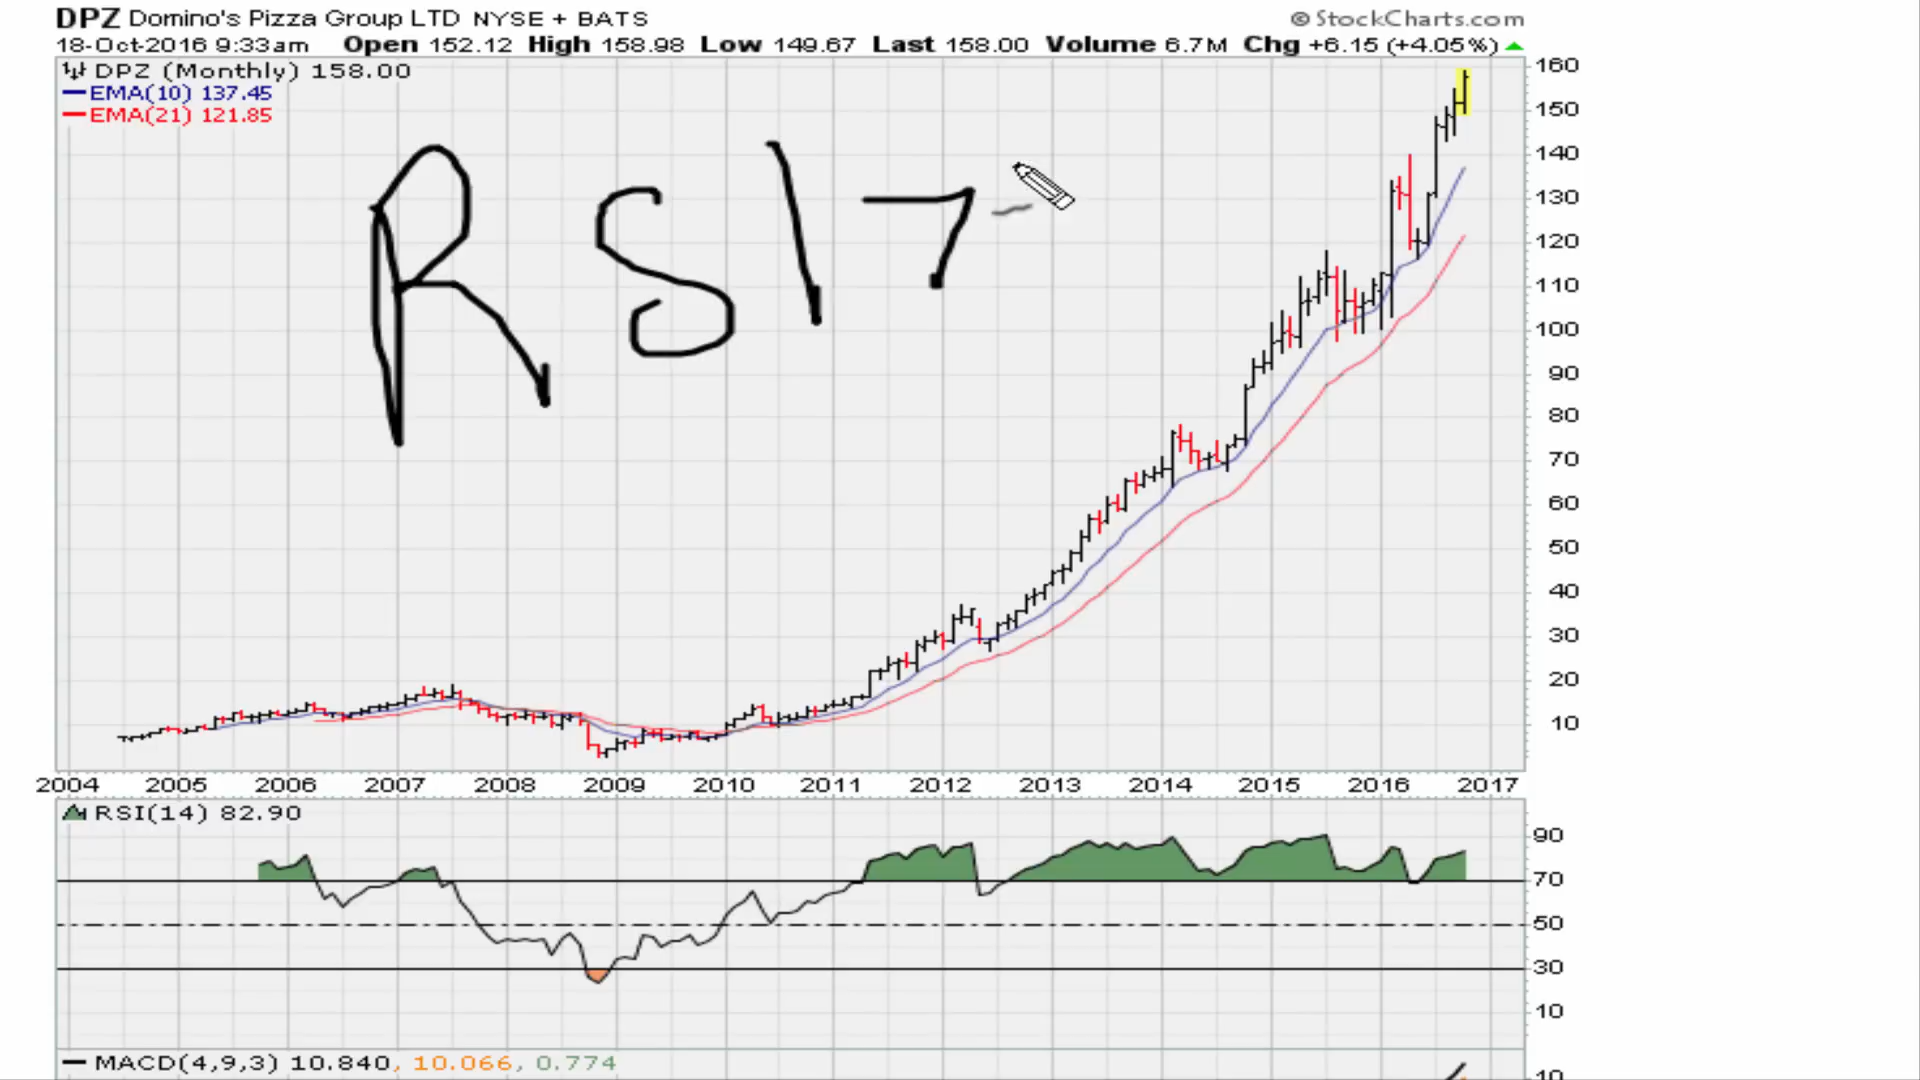 DPZ Domino's Pizza Group LTD NYSE + BATS © StockCharts.com
18-Oct-2016 9:33am Open 152.12 High 158.98 Low 149.67 Last 158.00 Volume 6.7M Chg +6.15 (+4.05%)
DPZ (Monthly) 158.00
EMA(10) 137.45
EMA(21) 121.85
RSI 7
160
150
140
130
120
110
100
90
80
70
60
50
40
30
20
10
2004 2005 2006 2007 2008 2009 2010 2011 2012 2013 2014 2015 2016 2017
RSI(14) 82.90
90
70
50
30
10
MACD(4,9,3) 10.840, 10.066, 0.774
10